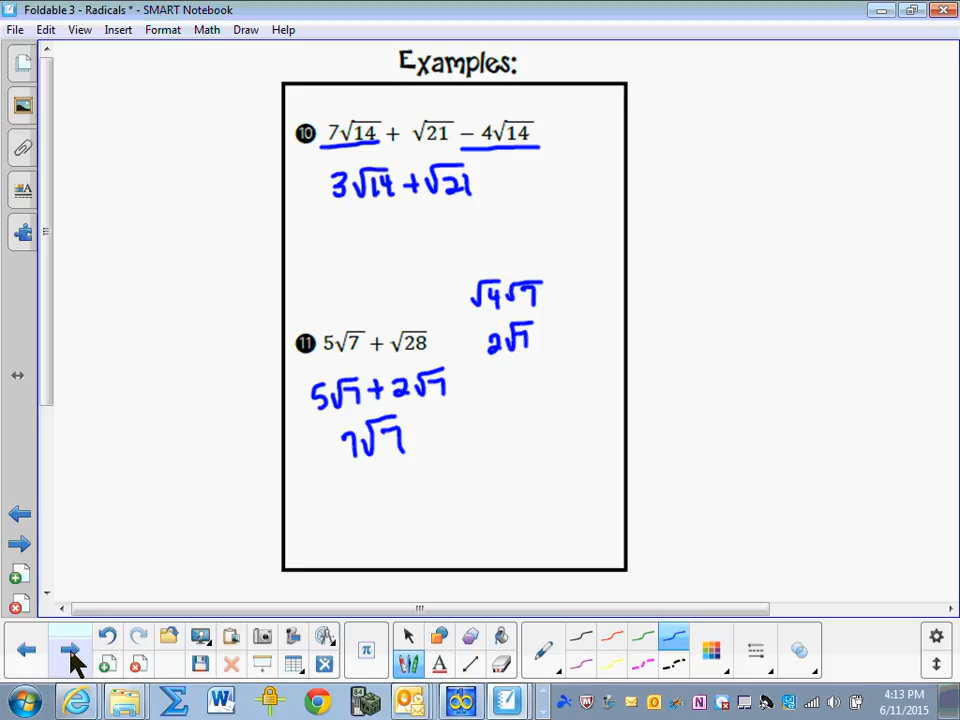 Foldable 3 - Radicals * - SMART Notebook
File Edit View Insert Format Math Draw Help
Examples:
10 7√14 + √21 − 4√14
3√14 + √21
√4√7
2√7
11 5√7 + √28
5√7 + 2√7
7√7
π
A
4:13 PM
6/11/2015